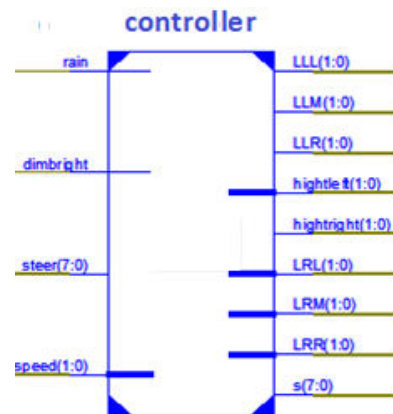 controller
rain
dimbright
steer(7:0)
speed(1:0)
LLL(1:0)
LLM(1:0)
LLR(1:0)
hightleft(1:0)
hightright(1:0)
LRL(1:0)
LRM(1:0)
LRR(1:0)
s(7:0)